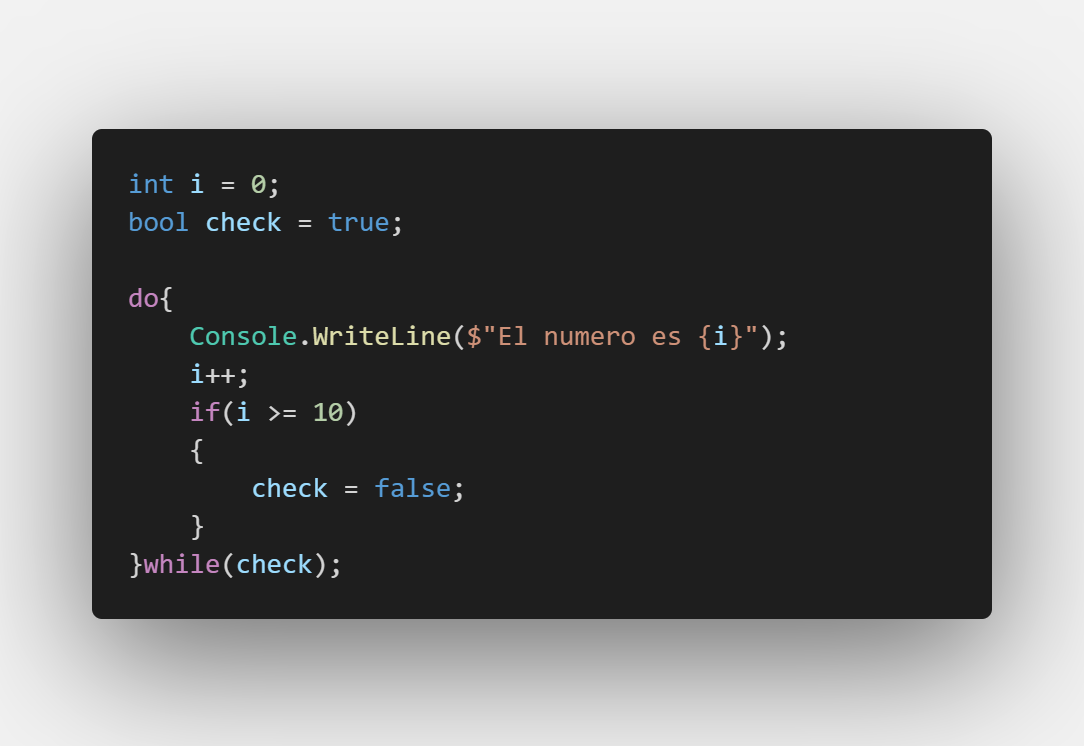 int i = 0;
bool check = true;

do{
    Console.WriteLine($"El numero es {i}");
    i++;
    if(i >= 10)
    {
        check = false;
    }
}while(check);